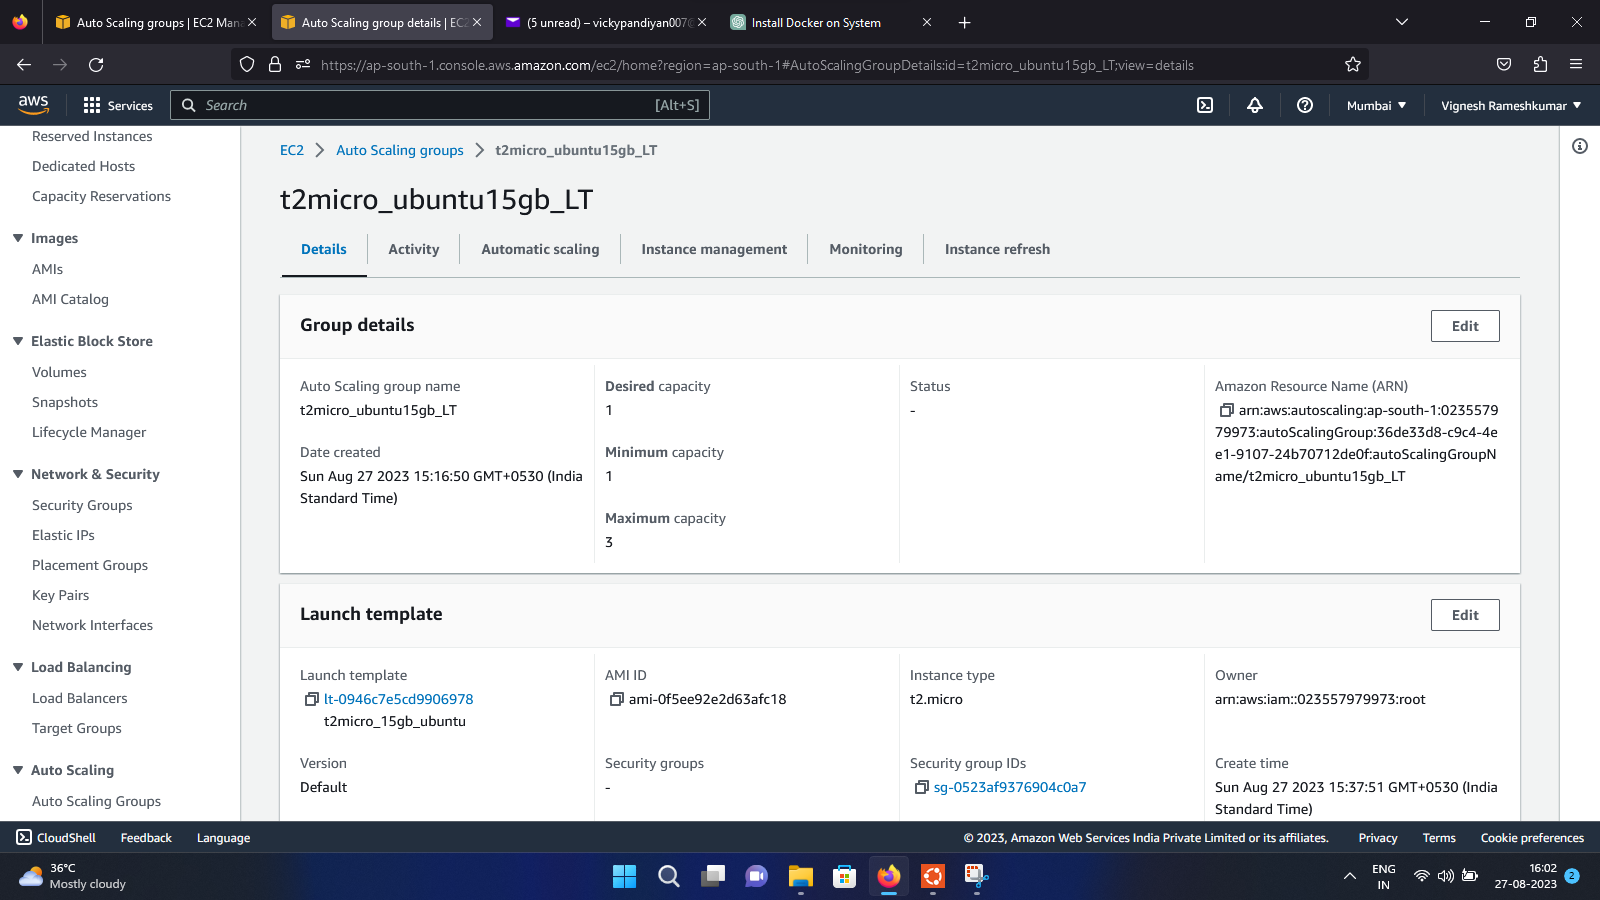 Auto Scaling groups | EC2 Mana
Auto Scaling group details | EC2
(5 unread) – vickypandiyan007@
Install Docker on System
https://ap-south-1.console.aws.amazon.com/ec2/home?region=ap-south-1#AutoScalingGroupDetails:id=t2micro_ubuntu15gb_LT;view=details
aws
Services
Search
[Alt+S]
Mumbai
Vignesh Rameshkumar
Reserved Instances
Dedicated Hosts
Capacity Reservations
Images
AMIs
AMI Catalog
Elastic Block Store
Volumes
Snapshots
Lifecycle Manager
Network & Security
Security Groups
Elastic IPs
Placement Groups
Key Pairs
Network Interfaces
Load Balancing
Load Balancers
Target Groups
Auto Scaling
Auto Scaling Groups
EC2 > Auto Scaling groups > t2micro_ubuntu15gb_LT
t2micro_ubuntu15gb_LT
Details
Activity
Automatic scaling
Instance management
Monitoring
Instance refresh
Group details
Edit
Auto Scaling group name
t2micro_ubuntu15gb_LT
Date created
Sun Aug 27 2023 15:16:50 GMT+0530 (India
Standard Time)
Desired capacity
1
Minimum capacity
1
Maximum capacity
3
Status
-
Amazon Resource Name (ARN)
arn:aws:autoscaling:ap-south-1:0235579
79973:autoScalingGroup:36de33d8-c9c4-4e
e1-9107-24b70712de0f:autoScalingGroupN
ame/t2micro_ubuntu15gb_LT
Launch template
Edit
Launch template
lt-0946c7e5cd9906978
t2micro_15gb_ubuntu
AMI ID
ami-0f5ee92e2d63afc18
Instance type
t2.micro
Owner
arn:aws:iam::023557979973:root
Version
Default
Security groups
-
Security group IDs
sg-0523af9376904c0a7
Create time
Sun Aug 27 2023 15:37:51 GMT+0530 (India
Standard Time)
CloudShell
Feedback
Language
© 2023, Amazon Web Services India Private Limited or its affiliates.
Privacy
Terms
Cookie preferences
36°C
Mostly cloudy
ENG
IN
16:02
27-08-2023
2